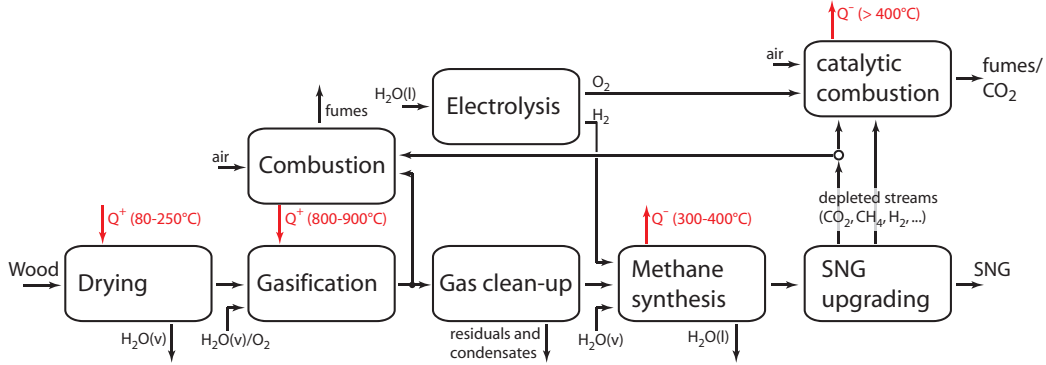 Q⁻ (> 400°C)
air
catalytic
combustion
fumes/
CO₂
O₂
H₂O(l)
Electrolysis
H₂
fumes
air
Combustion
depleted streams
(CO₂, CH₄, H₂, ...)
Q⁺ (80-250°C)
Q⁺ (800-900°C)
Q⁻ (300-400°C)
Wood
Drying
Gasification
Gas clean-up
Methane
synthesis
SNG
upgrading
SNG
H₂O(v)
H₂O(v)/O₂
residuals and
condensates
H₂O(v)
H₂O(l)